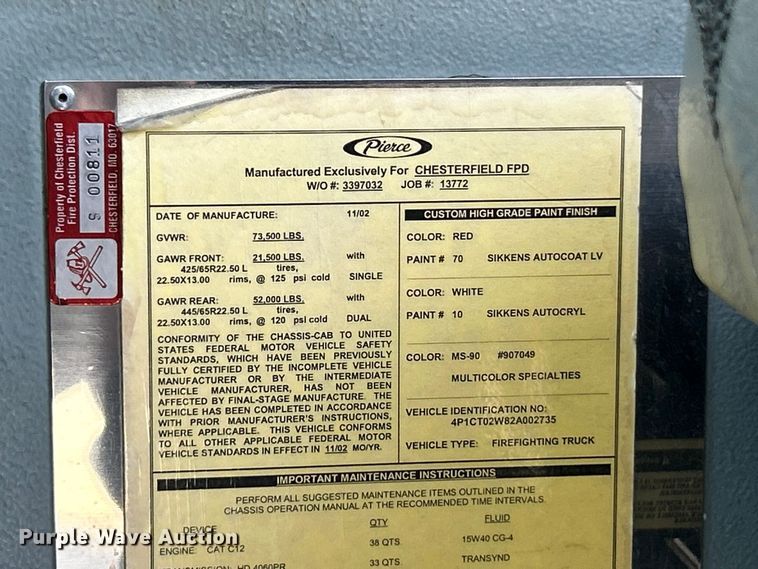 Property of Chesterfield
Fire Protection Dist.
S 00811
CHESTERFIELD, MO. 63017
Pierce
Manufactured Exclusively For CHESTERFIELD FPD
W/O #: 3397032 JOB #: 13772
DATE OF MANUFACTURE: 11/02
GVWR: 73,500 LBS.
GAWR FRONT: 21,500 LBS. with
425/65R22.50 L tires,
22.50X13.00 rims, @ 125 psi cold SINGLE
GAWR REAR: 52,000 LBS. with
445/65R22.50 L tires,
22.50X13.00 rims, @ 120 psi cold DUAL
CONFORMITY OF THE CHASSIS-CAB TO UNITED
STATES FEDERAL MOTOR VEHICLE SAFETY
STANDARDS, WHICH HAVE BEEN PREVIOUSLY
FULLY CERTIFIED BY THE INCOMPLETE VEHICLE
MANUFACTURER OR BY THE INTERMEDIATE
VEHICLE MANUFACTURER, HAS NOT BEEN
AFFECTED BY FINAL-STAGE MANUFACTURE. THE
VEHICLE HAS BEEN COMPLETED IN ACCORDANCE
WITH PRIOR MANUFACTURER'S INSTRUCTIONS,
WHERE APPLICABLE. THIS VEHICLE CONFORMS
TO ALL OTHER APPLICABLE FEDERAL MOTOR
VEHICLE STANDARDS IN EFFECT IN 11/02 MO/YR.
CUSTOM HIGH GRADE PAINT FINISH
COLOR: RED
PAINT # 70 SIKKENS AUTOCOAT LV
COLOR: WHITE
PAINT # 10 SIKKENS AUTOCRYL
COLOR: MS-90 #907049
MULTICOLOR SPECIALTIES
VEHICLE IDENTIFICATION NO:
4P1CT02W82A002735
VEHICLE TYPE: FIREFIGHTING TRUCK
IMPORTANT MAINTENANCE INSTRUCTIONS
PERFORM ALL SUGGESTED MAINTENANCE ITEMS OUTLINED IN THE
CHASSIS OPERATION MANUAL AT THE RECOMMENDED TIME INTERVALS.
DEVICE QTY FLUID
ENGINE: CAT C12 38 QTS. 15W40 CG-4
TRANSMISSION: HD 4060PR 33 QTS. TRANSYND
Purple Wave Auction